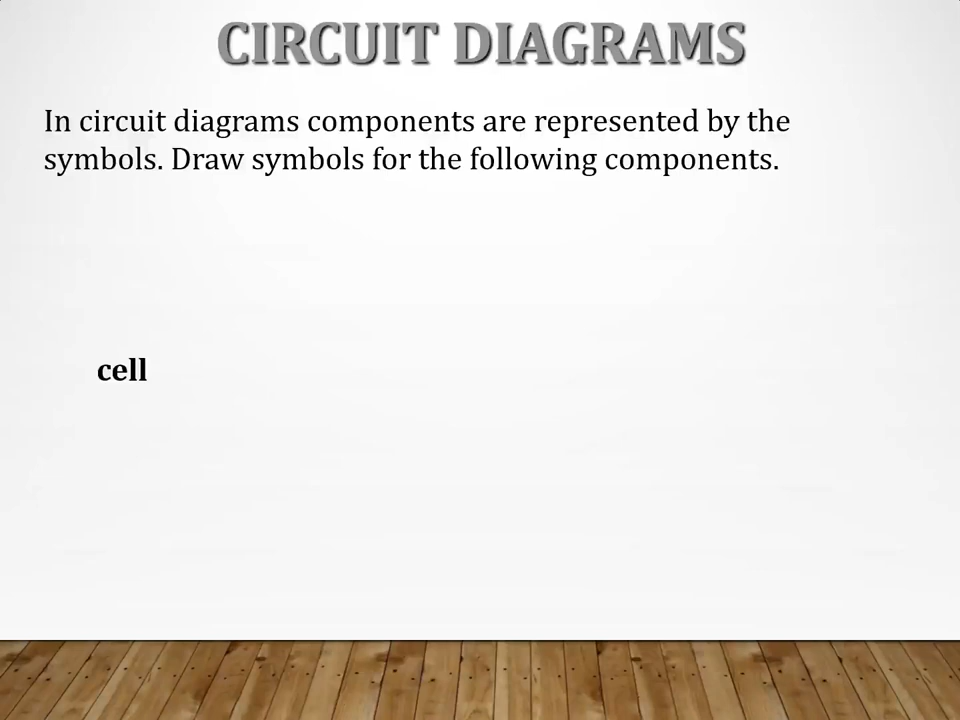 CIRCUIT DIAGRAMS
In circuit diagrams components are represented by the
symbols. Draw symbols for the following components.
cell